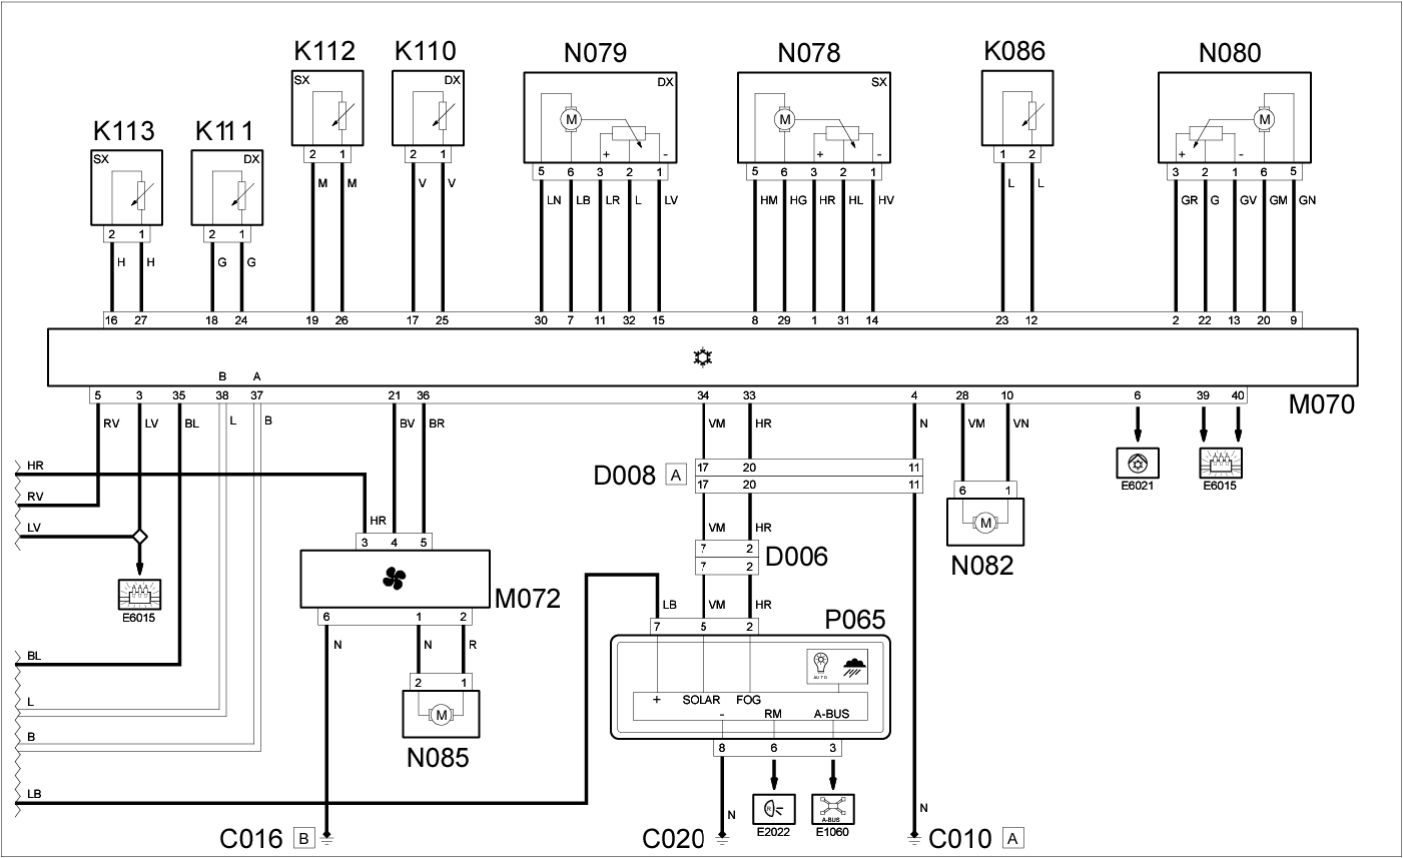 K112 K110 N079 N078 K086 N080
SX DX DX SX
K113 K111
M M M
SX DX
2 1 2 1 + - + - 1 2 + -
5 6 3 2 1 5 6 3 2 1 3 2 1 6 5
M M V V LN LB LR L LV HM HG HR HL HV L L GR G GV GM GN
2 1 2 1
H H G G
16 27 18 24 19 26 17 25 30 7 11 32 15 8 29 1 31 14 23 12 2 22 13 20 9
B A
5 3 35 38 37 21 36 34 33 4 28 10 6 39 40
M070
RV LV BL L B BV BR VM HR N VM VN
HR
D008 A 17 20 11
17 20 11
6 1
E6021 E6015
RV
HR
LV
VM HR
M
3 4 5
7 2
D006
7 2
N082
M072
E6015
LB VM HR
6 1 2
7 5 2
P065
N N R
BL
AUTO
2 1
L
+ SOLAR FOG
M
- RM A-BUS
B
N085
8 6 3
LB
N
R
A-BUS
N
E2022 E1060
C016 B
C020
C010 A